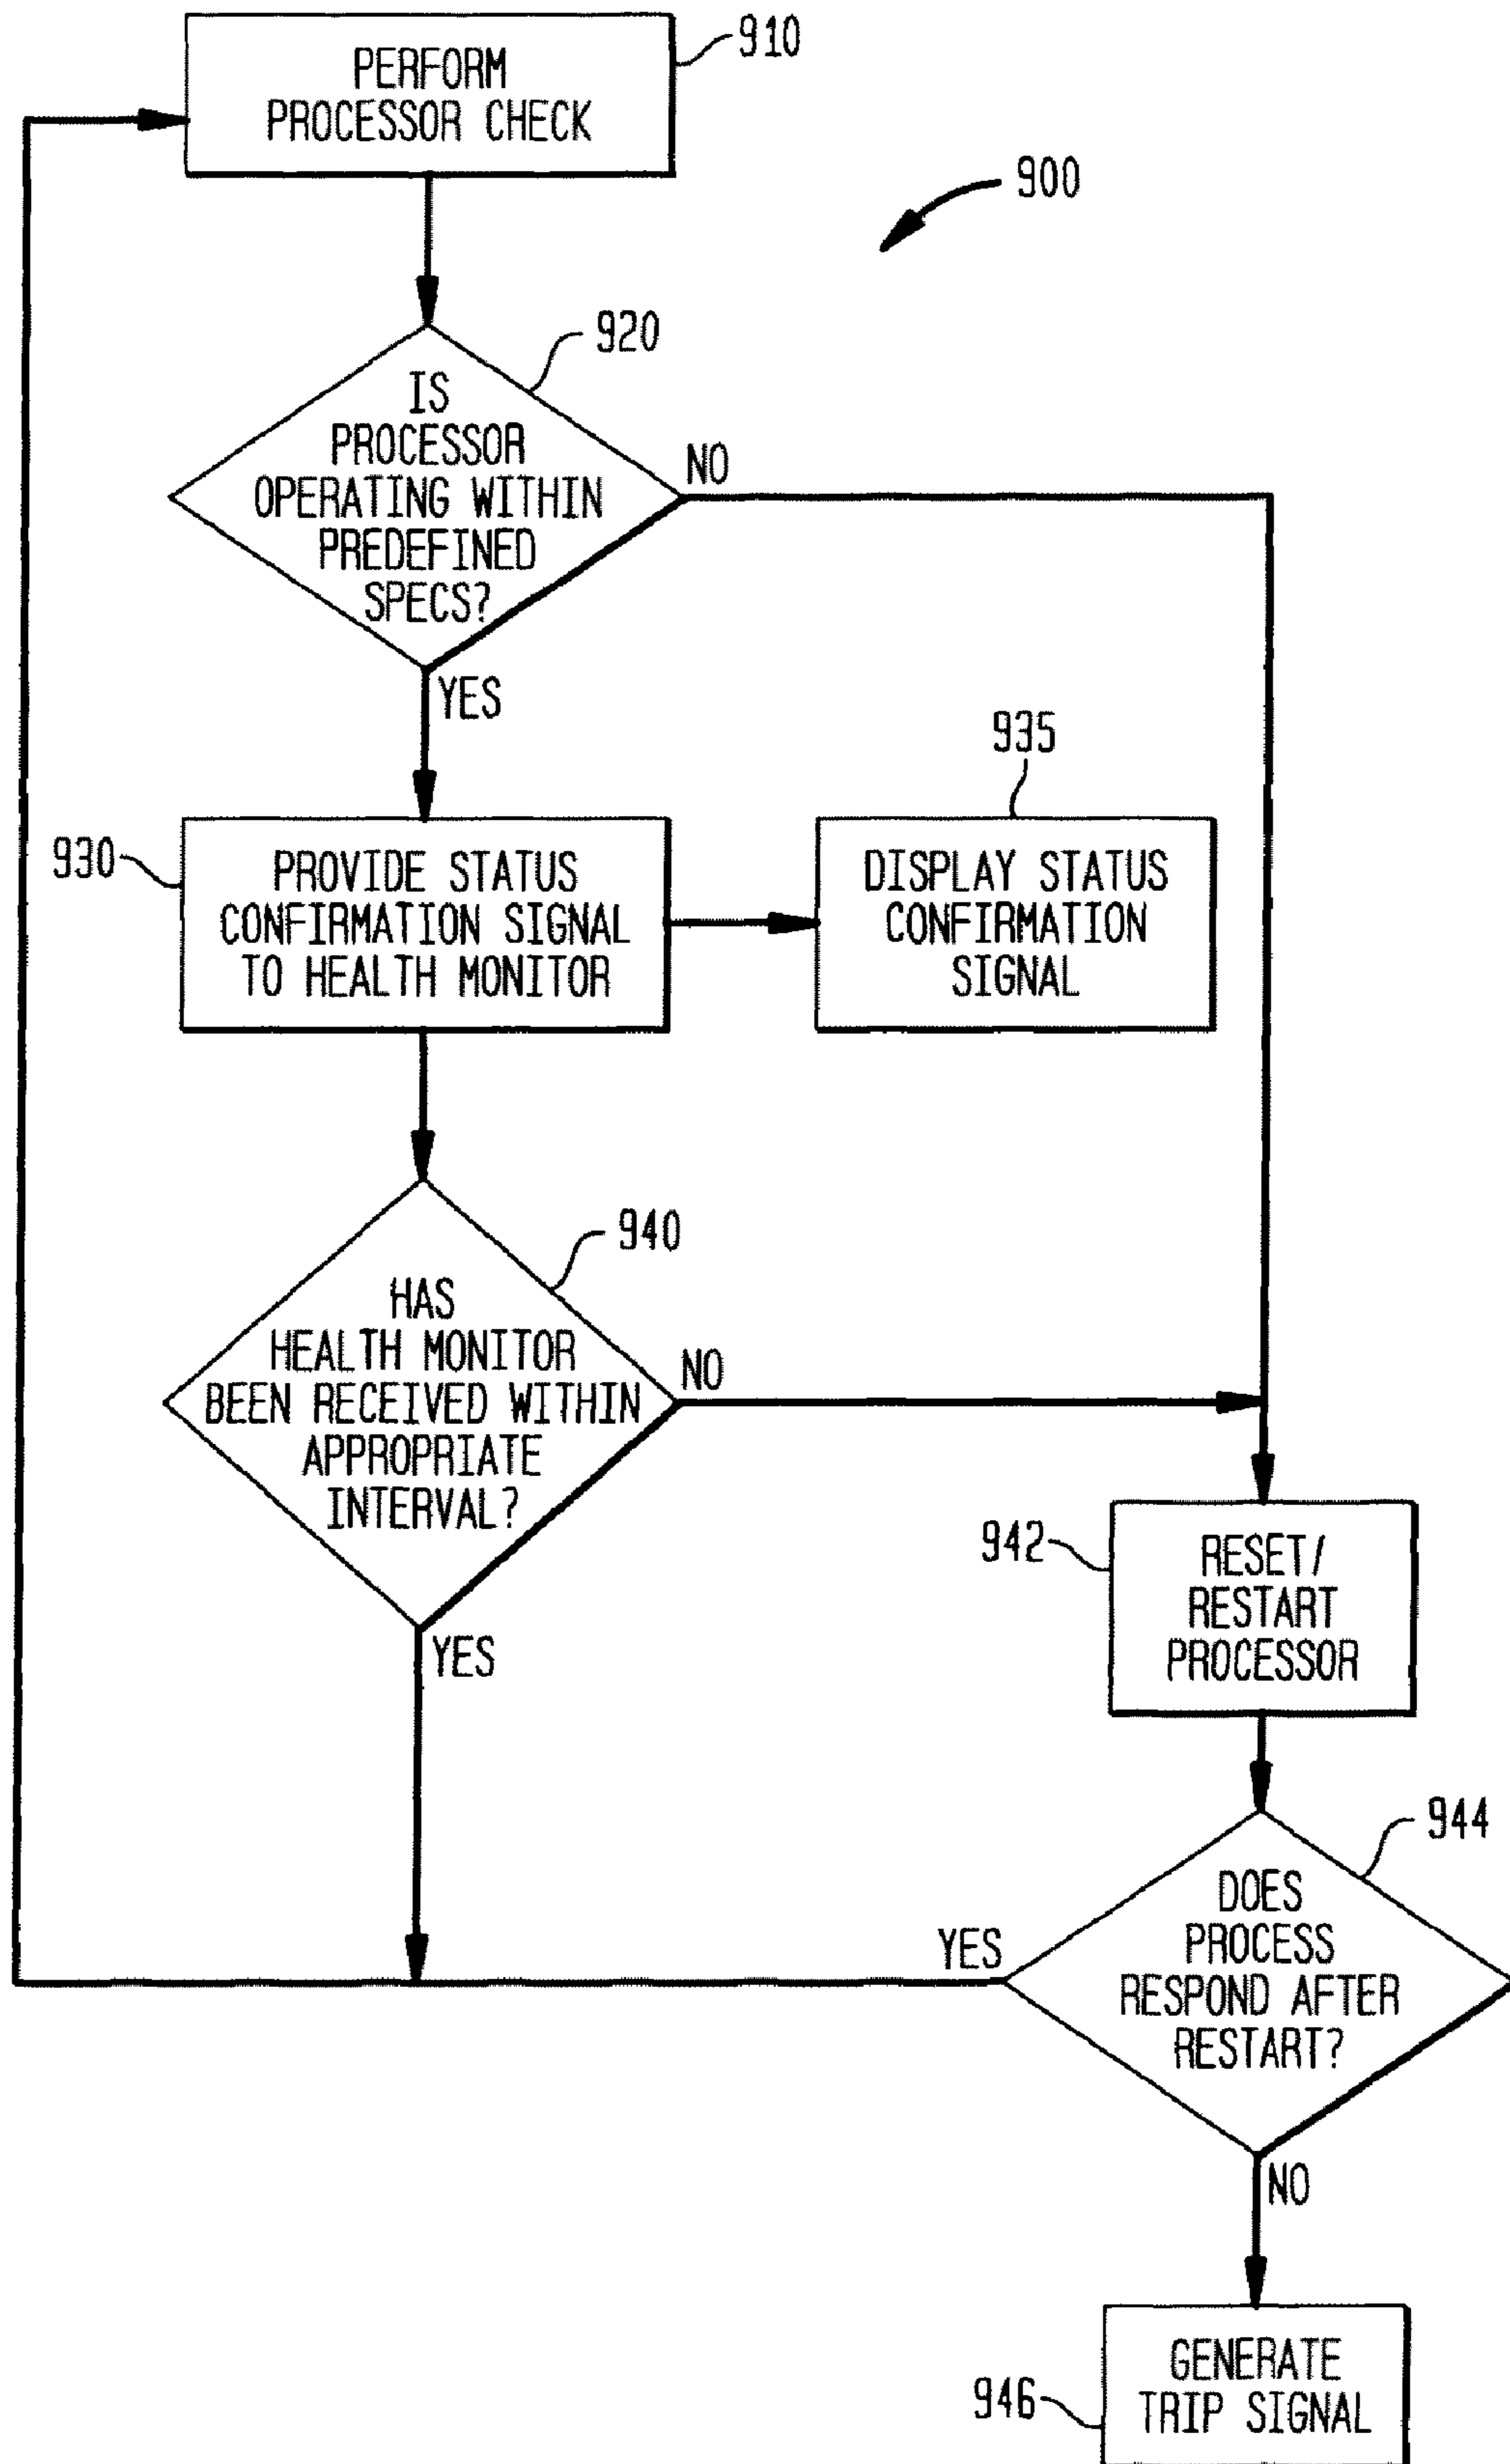 910
PERFORM
PROCESSOR CHECK
900
920
IS
PROCESSOR
OPERATING WITHIN
PREDEFINED
SPECS?
NO
YES
935
930
PROVIDE STATUS
CONFIRMATION SIGNAL
TO HEALTH MONITOR
DISPLAY STATUS
CONFIRMATION
SIGNAL
940
HAS
HEALTH MONITOR
BEEN RECEIVED WITHIN
APPROPRIATE
INTERVAL?
NO
YES
942
RESET/
RESTART
PROCESSOR
944
DOES
PROCESS
RESPOND AFTER
RESTART?
YES
NO
946
GENERATE
TRIP SIGNAL